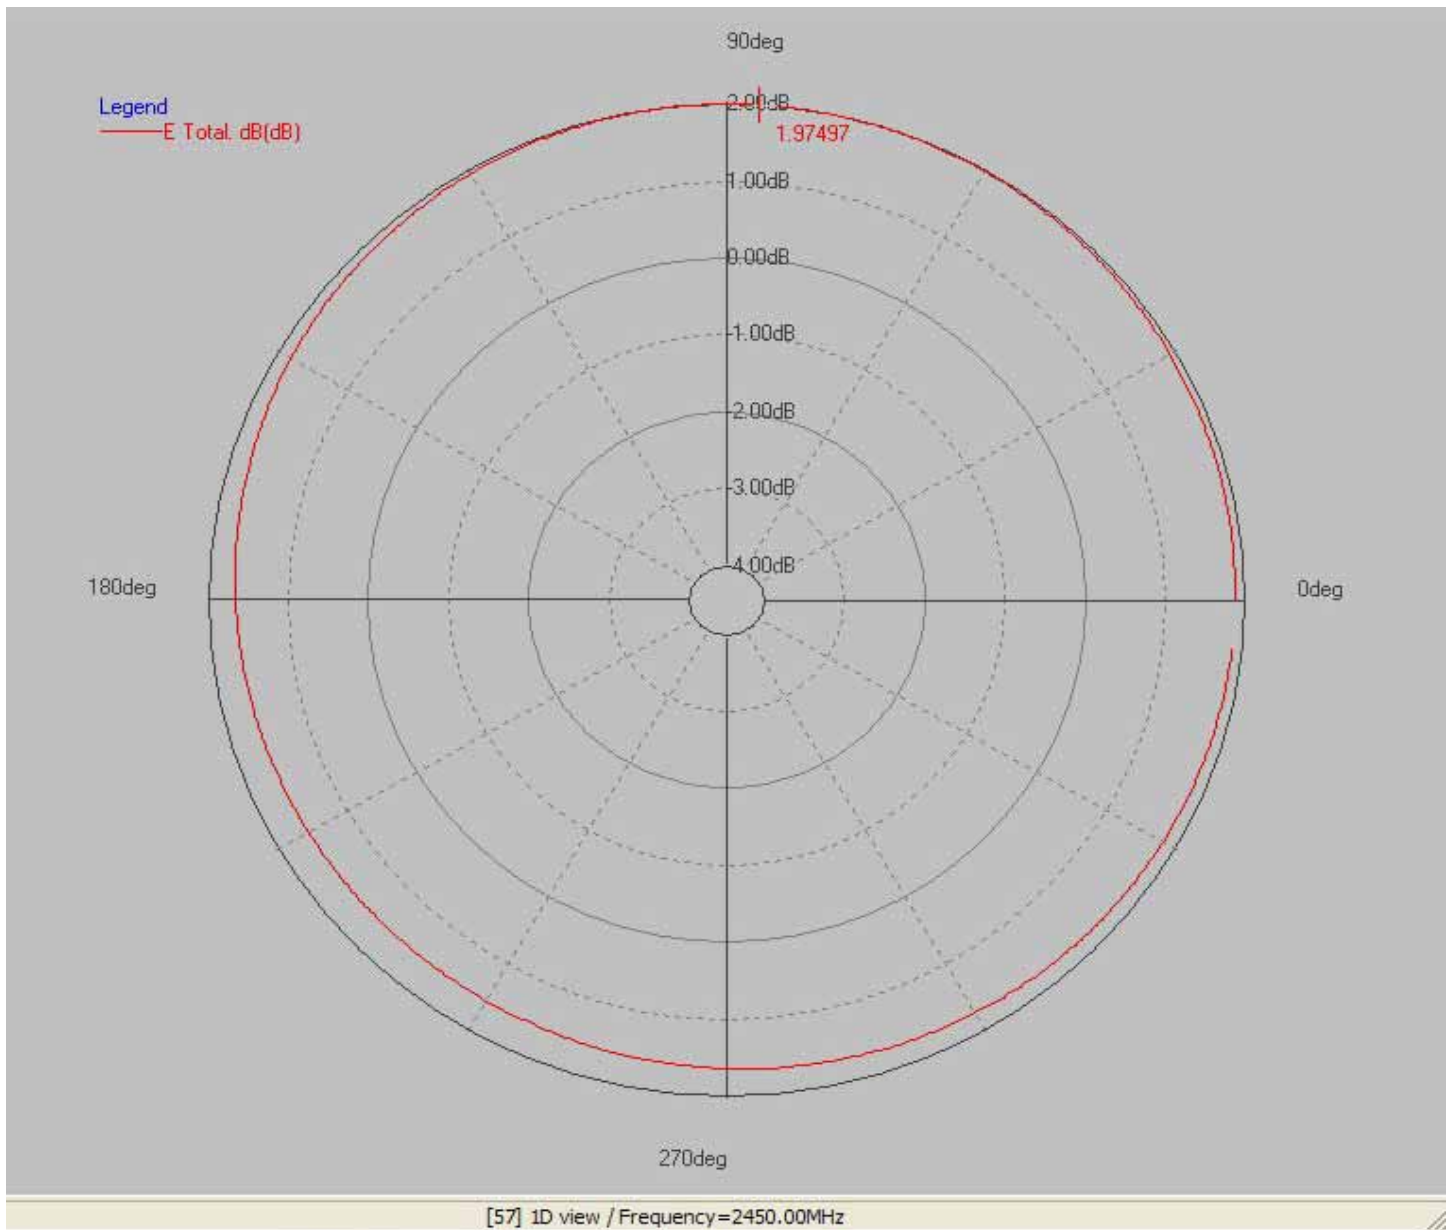 90deg
Legend
E Total. dB(dB)
2.00dB
1.97497
1.00dB
0.00dB
-1.00dB
-2.00dB
-3.00dB
-4.00dB
180deg
0deg
270deg
[57] 1D view / Frequency=2450.00MHz